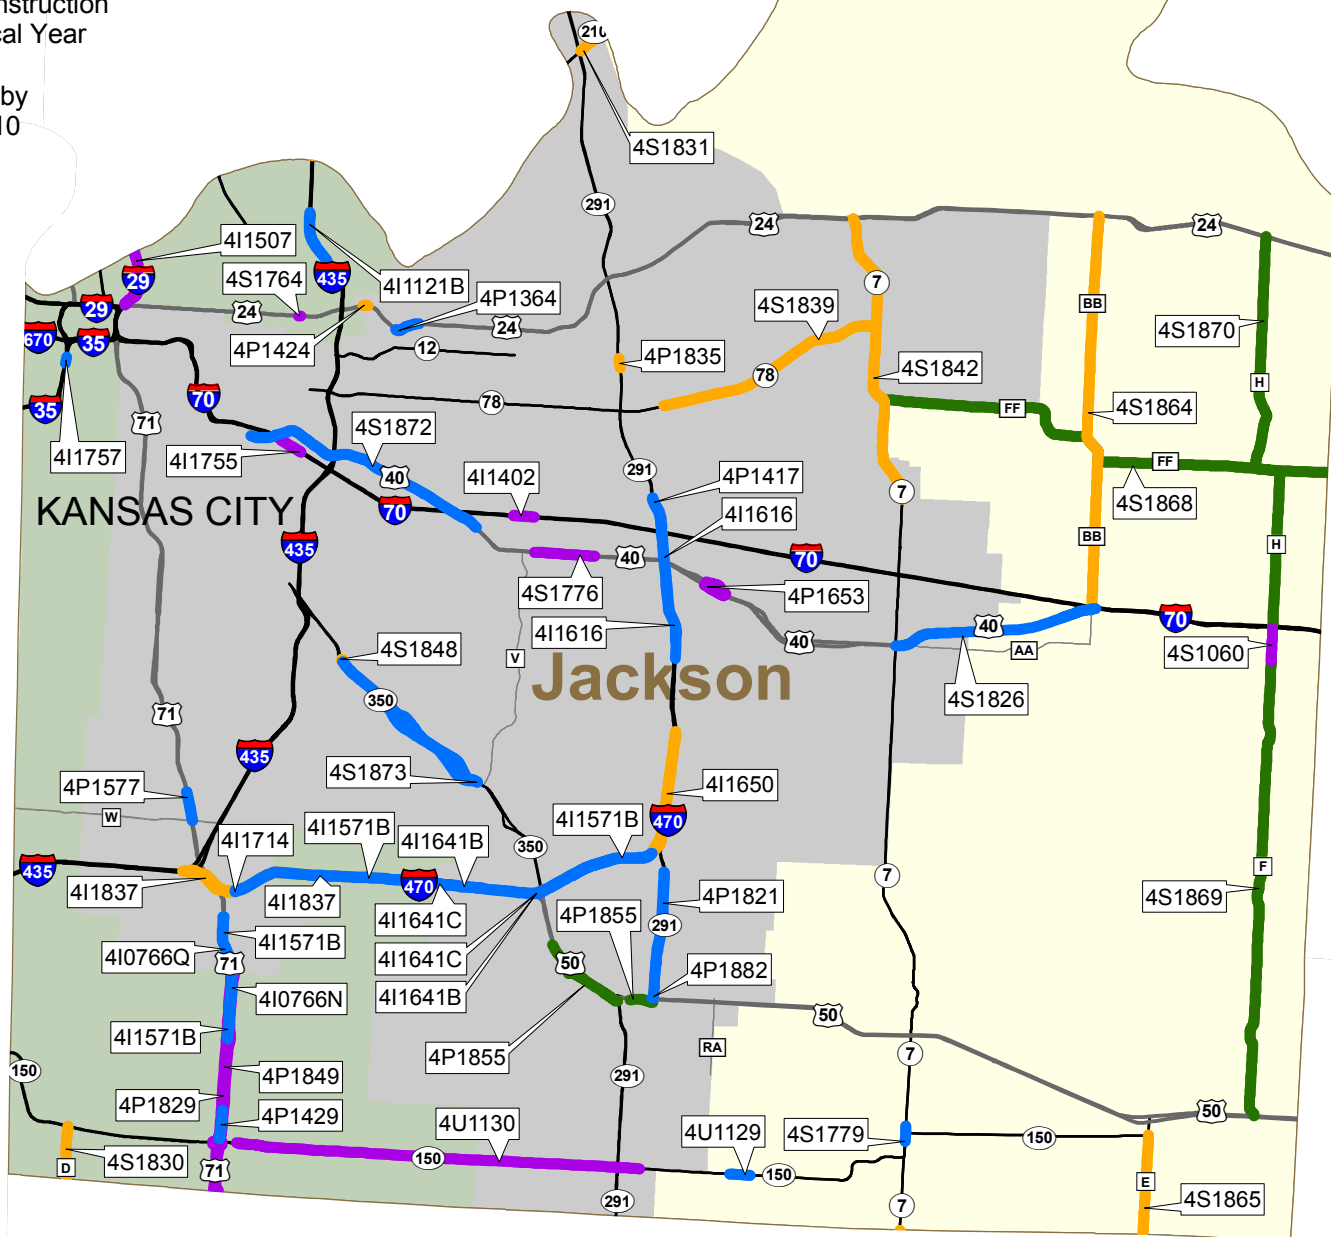 nstruction
cal Year
by
10
210
4S1831
291
24
24
4I1507
29
4S1764
435
4I1121B
4P1364
7
BB
4S1839
29
24
24
4S1870
670
35
4P1424
12
4P1835
78
4S1842
H
70
78
FF
4S1864
35
71
4S1872
4I1757
4I1755
40
4I1402
291
4P1417
FF
4S1868
7
KANSAS CITY
70
4I1616
435
BB
H
40
70
4S1776
4P1653
70
4I1616
40
40
AA
4S1060
4S1848
V
Jackson
350
4S1826
71
435
4S1873
4P1577
4I1650
W
4I1571B
470
4I1714
4I1571B
4I1641B
350
435
4I1837
470
4I1837
4I1641C
4P1855
4P1821
7
F
4S1869
291
4I1571B
4I0766Q
71
4I1641C
50
4P1882
4I0766N
4I1641B
50
4I1571B
4P1855
RA
7
150
4P1849
291
4P1829
4P1429
4U1130
4U1129
4S1779
50
150
4S1830
D
71
150
150
E
291
7
4S1865